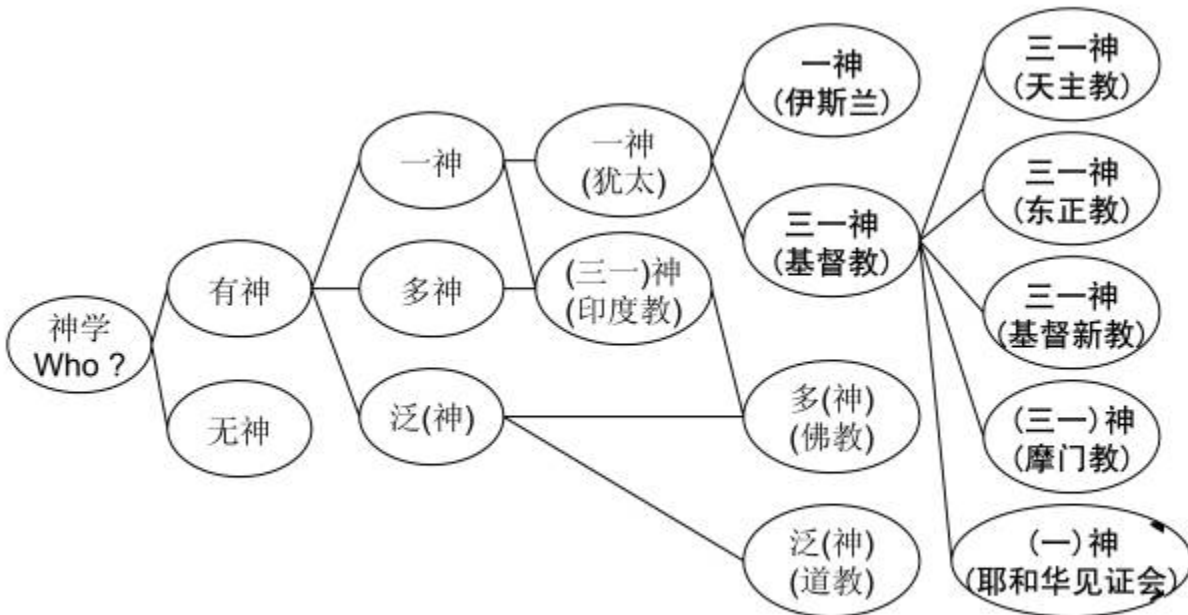 神学
Who ?
有神
无神
一神
多神
泛(神)
一神
(犹太)
(三一)神
(印度教)
一神
(伊斯兰)
三一神
(基督教)
多(神)
(佛教)
泛(神)
(道教)
三一神
(天主教)
三一神
(东正教)
三一神
(基督新教)
(三一)神
(摩门教)
(一)神
(耶和华见证会)